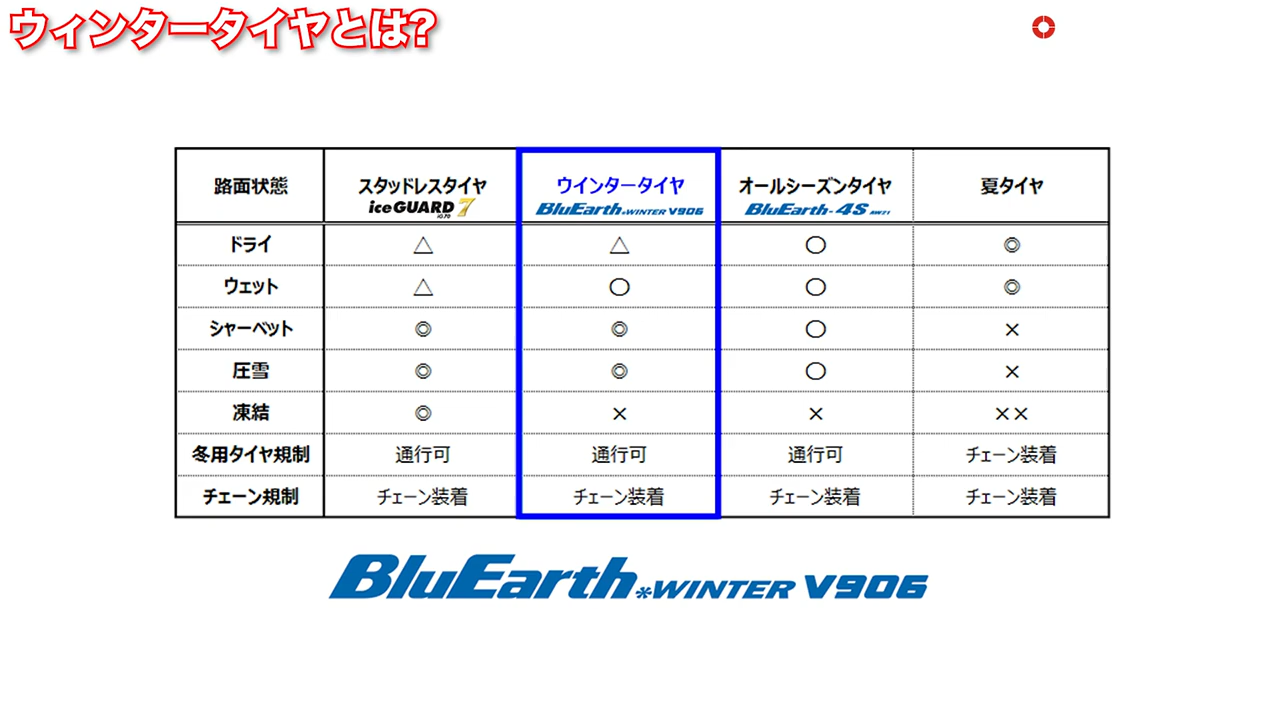 ウィンタータイヤとは?
路面状態 スタッドレスタイヤ ウインタータイヤ オールシーズンタイヤ 夏タイヤ
iceGUARD 7 iG70 BluEarth*WINTER V906 BluEarth-4S AW21
ドライ △ △ ○ ◎
ウェット △ ○ ○ ◎
シャーベット ◎ ◎ ○ ×
圧雪 ◎ ◎ ○ ×
凍結 ◎ × × ××
冬用タイヤ規制 通行可 通行可 通行可 チェーン装着
チェーン規制 チェーン装着 チェーン装着 チェーン装着 チェーン装着
BluEarth*WINTER V906